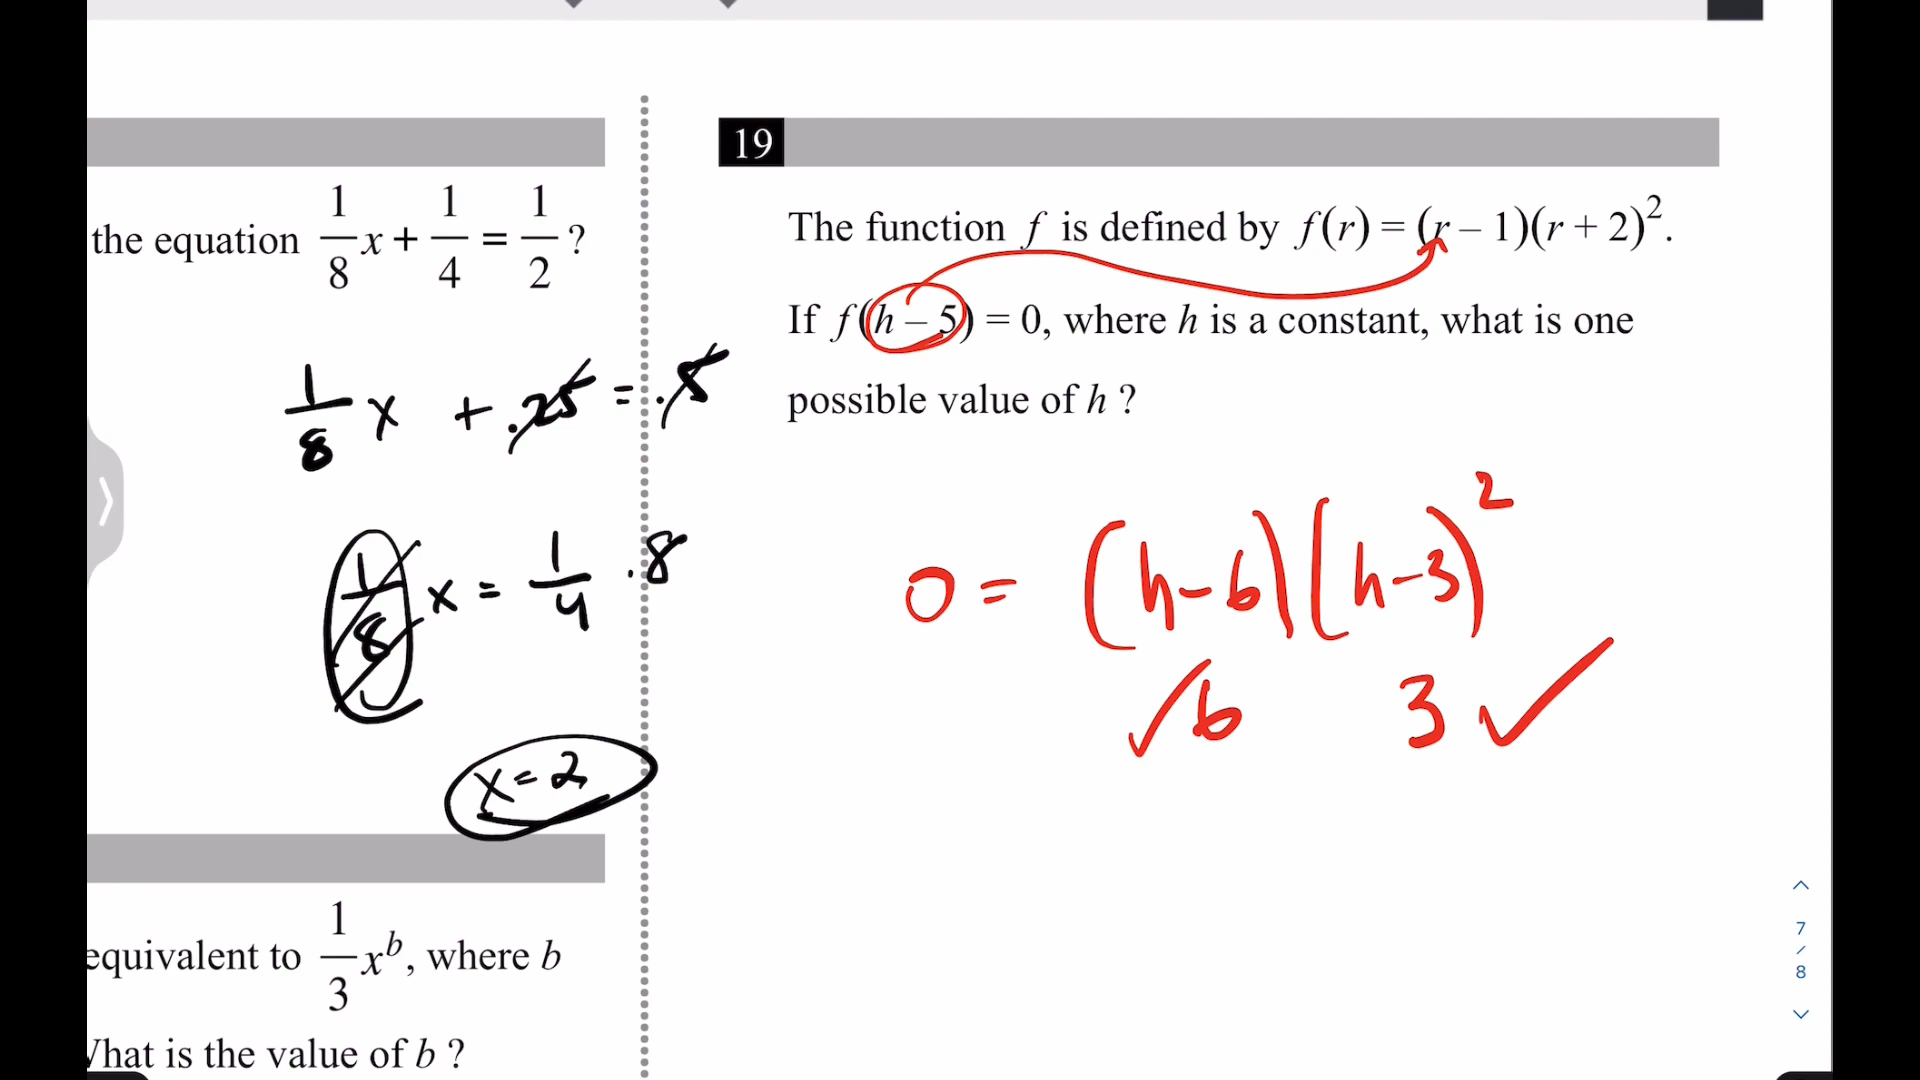 the equation 1/8 x + 1/4 = 1/2 ?
1/8 x + .25 = .5
1/8 x = 1/4 . 8
x = 2
equivalent to 1/3 x^b, where b
What is the value of b ?
19
The function f is defined by f(r) = (r – 1)(r + 2)².
If f(h – 5) = 0, where h is a constant, what is one
possible value of h ?
0 = (h-6)(h-3)²
6 3
7
/
8